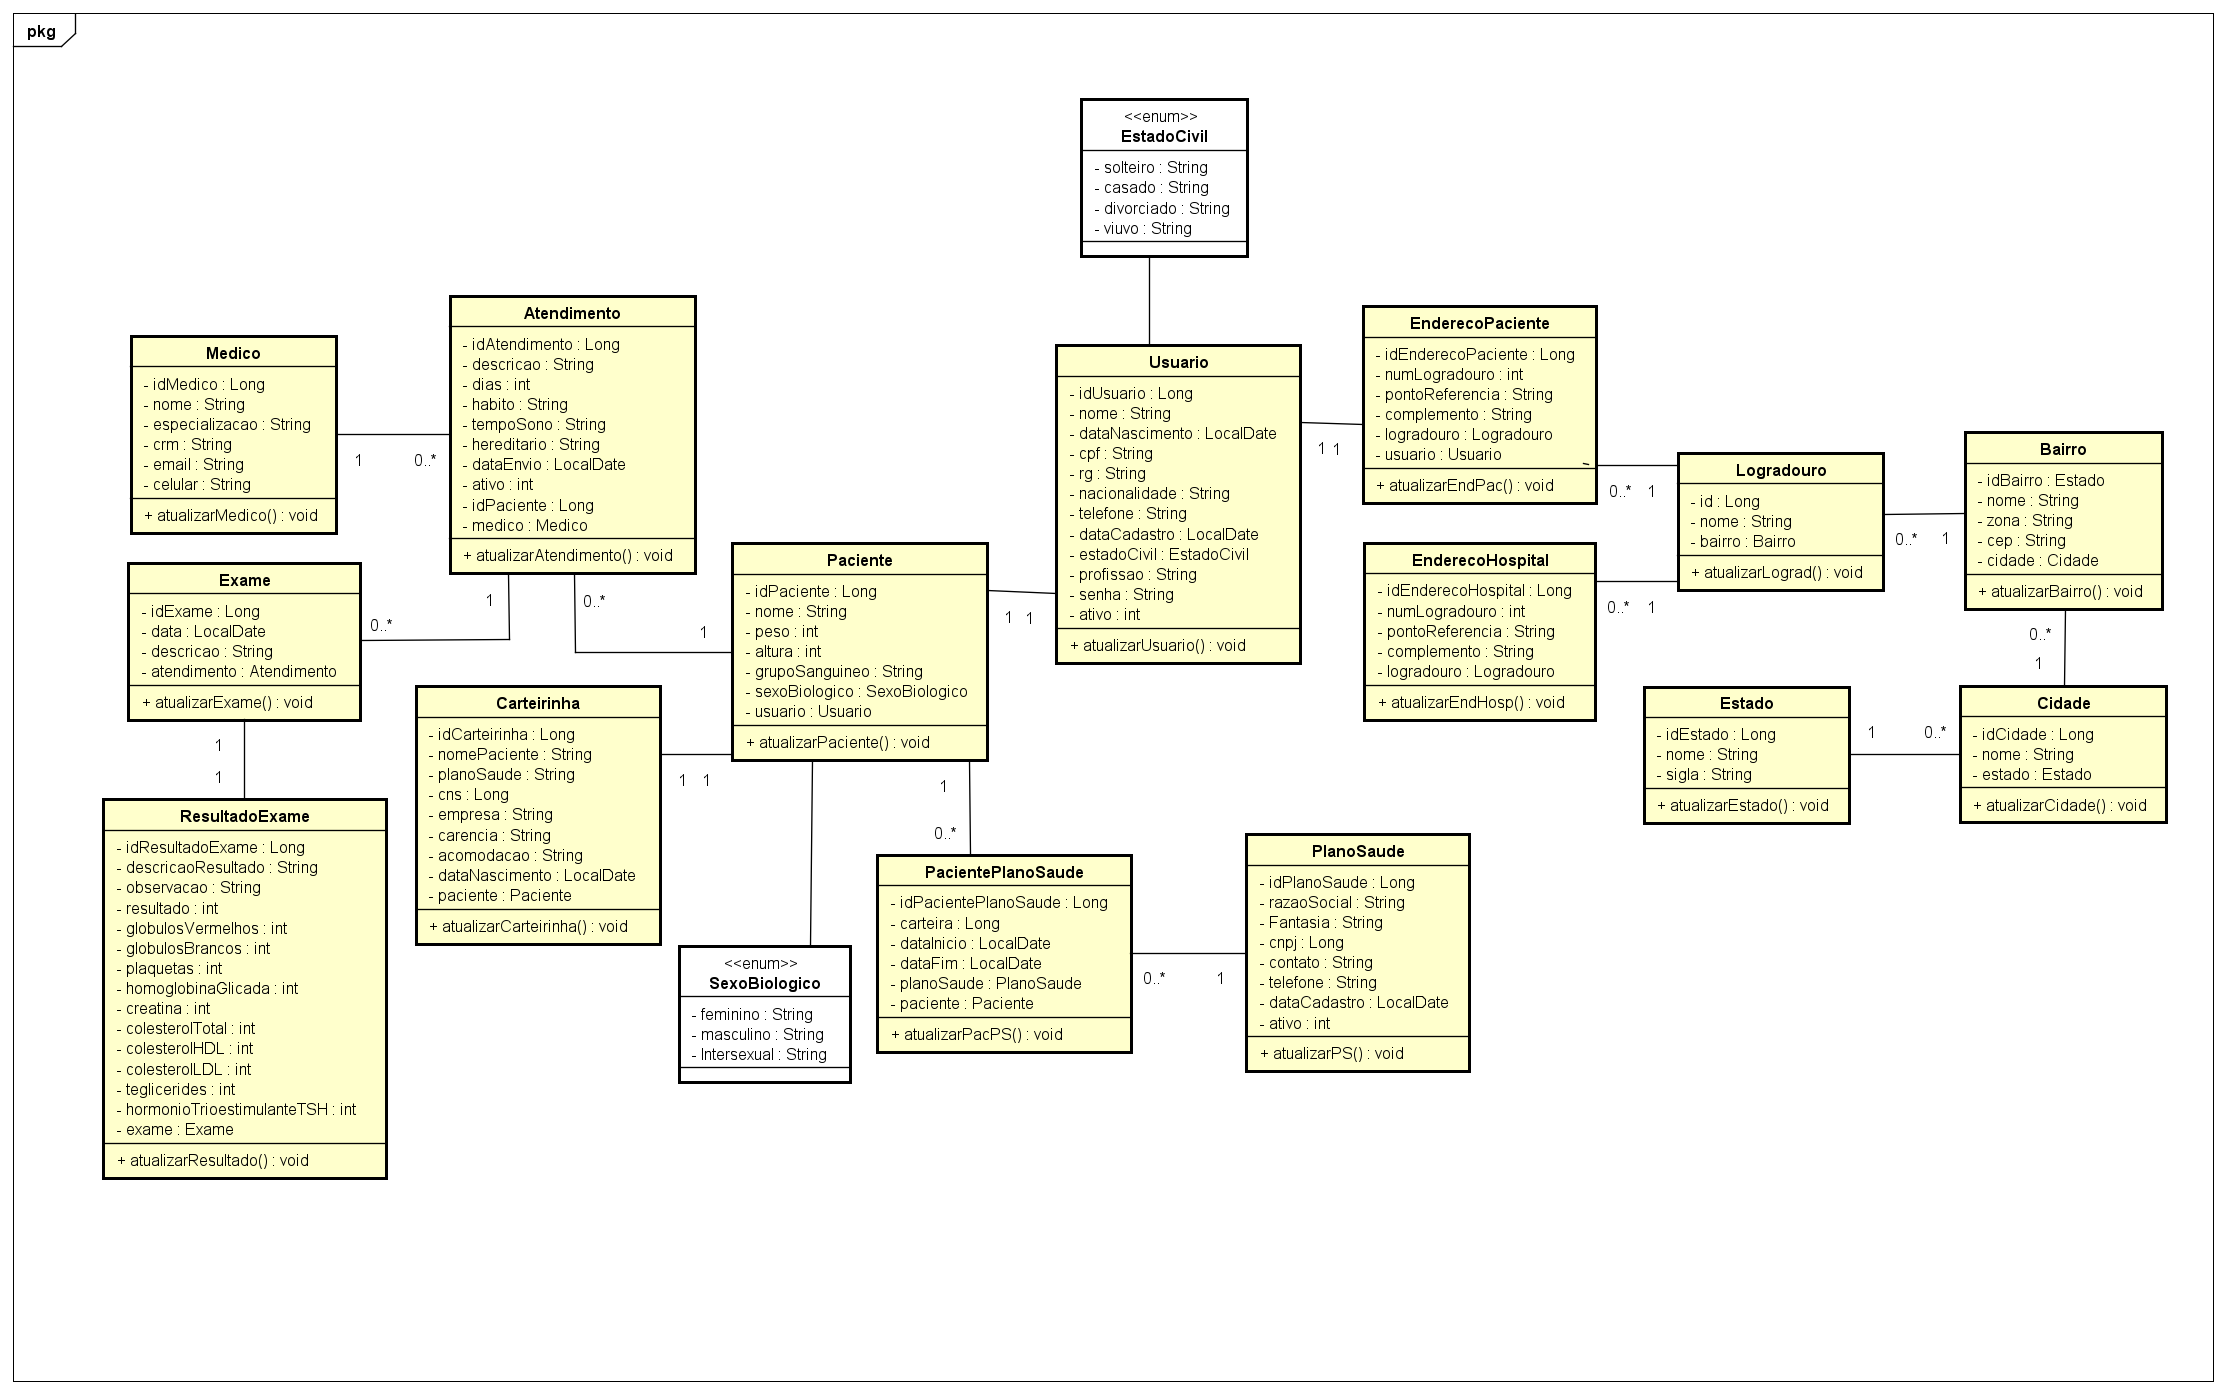 pkg
<<enum>>
EstadoCivil
- solteiro : String
- casado : String
- divorciado : String
- viuvo : String
Medico
- idMedico : Long
- nome : String
- especializacao : String
- crm : String
- email : String
- celular : String
+ atualizarMedico() : void
1
0..*
Atendimento
- idAtendimento : Long
- descricao : String
- dias : int
- habito : String
- tempoSono : String
- hereditario : String
- dataEnvio : LocalDate
- ativo : int
- idPaciente : Long
- medico : Medico
+ atualizarAtendimento() : void
1
0..*
0..*
1
Usuario
- idUsuario : Long
- nome : String
- dataNascimento : LocalDate
- cpf : String
- rg : String
- nacionalidade : String
- telefone : String
- dataCadastro : LocalDate
- estadoCivil : EstadoCivil
- profissao : String
- senha : String
- ativo : int
+ atualizarUsuario() : void
1 1
EnderecoPaciente
- idEnderecoPaciente : Long
- numLogradouro : int
- pontoReferencia : String
- complemento : String
- logradouro : Logradouro
- usuario : Usuario
+ atualizarEndPac() : void
0..* 1
Logradouro
- id : Long
- nome : String
- bairro : Bairro
+ atualizarLograd() : void
0..* 1
Bairro
- idBairro : Estado
- nome : String
- zona : String
- cep : String
- cidade : Cidade
+ atualizarBairro() : void
0..*
1
EnderecoHospital
- idEnderecoHospital : Long
- numLogradouro : int
- pontoReferencia : String
- complemento : String
- logradouro : Logradouro
+ atualizarEndHosp() : void
0..* 1
Exame
- idExame : Long
- data : LocalDate
- descricao : String
- atendimento : Atendimento
+ atualizarExame() : void
1
1
Paciente
- idPaciente : Long
- nome : String
- peso : int
- altura : int
- grupoSanguineo : String
- sexoBiologico : SexoBiologico
- usuario : Usuario
+ atualizarPaciente() : void
1 1
Carteirinha
- idCarteirinha : Long
- nomePaciente : String
- planoSaude : String
- cns : Long
- empresa : String
- carencia : String
- acomodacao : String
- dataNascimento : LocalDate
- paciente : Paciente
+ atualizarCarteirinha() : void
1 1
1
0..*
Estado
- idEstado : Long
- nome : String
- sigla : String
+ atualizarEstado() : void
1
0..*
Cidade
- idCidade : Long
- nome : String
- estado : Estado
+ atualizarCidade() : void
ResultadoExame
- idResultadoExame : Long
- descricaoResultado : String
- observacao : String
- resultado : int
- globulosVermelhos : int
- globulosBrancos : int
- plaquetas : int
- homoglobinaGlicada : int
- creatina : int
- colesterolTotal : int
- colesterolHDL : int
- colesterolLDL : int
- teglicerides : int
- hormonioTrioestimulanteTSH : int
- exame : Exame
+ atualizarResultado() : void
<<enum>>
SexoBiologico
- feminino : String
- masculino : String
- Intersexual : String
PacientePlanoSaude
- idPacientePlanoSaude : Long
- carteira : Long
- dataInicio : LocalDate
- dataFim : LocalDate
- planoSaude : PlanoSaude
- paciente : Paciente
+ atualizarPacPS() : void
0..*
1
PlanoSaude
- idPlanoSaude : Long
- razaoSocial : String
- Fantasia : String
- cnpj : Long
- contato : String
- telefone : String
- dataCadastro : LocalDate
- ativo : int
+ atualizarPS() : void